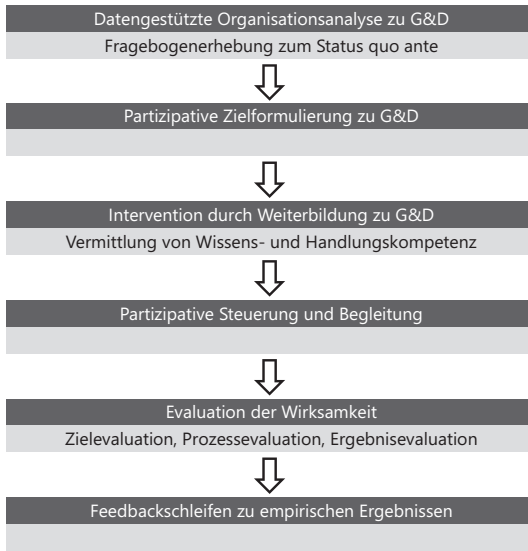 Datengestützte Organisationsanalyse zu G&D
Fragebogenerhebung zum Status quo ante
Partizipative Zielformulierung zu G&D
Intervention durch Weiterbildung zu G&D
Vermittlung von Wissens- und Handlungskompetenz
Partizipative Steuerung und Begleitung
Evaluation der Wirksamkeit
Zielevaluation, Prozessevaluation, Ergebnisevaluation
Feedbackschleifen zu empirischen Ergebnissen